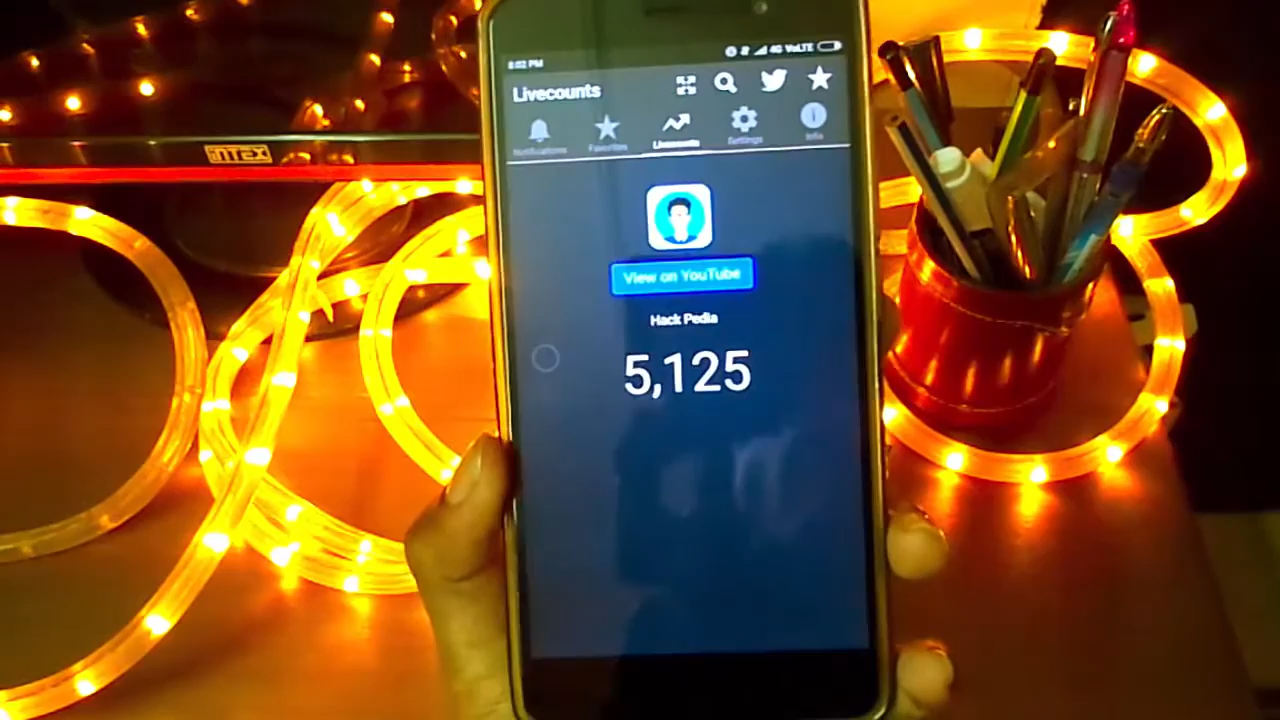 8:02 PM 4G VoLTE
Livecounts
Notifications Favorites Livecounts Settings Info
INTEX
View on YouTube
Hack Pedia
5,125